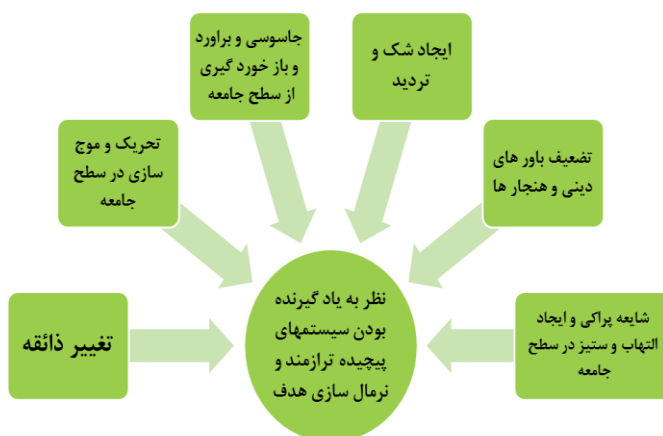 ایجاد شک و
تردید
جاسوسی و براورد
و باز خورد گیری
از سطح جامعه
تضعیف باور های
دینی و هنجار ها
تحریک و موج
سازی در سطح
جامعه
شایعه پراکی و ایجاد
التهاب و ستیز در سطح
جامعه
تغییر ذائقه
نظر به یاد گیرنده
بودن سیستمهای
پیچیده ترازمند و
نرمال سازی هدف